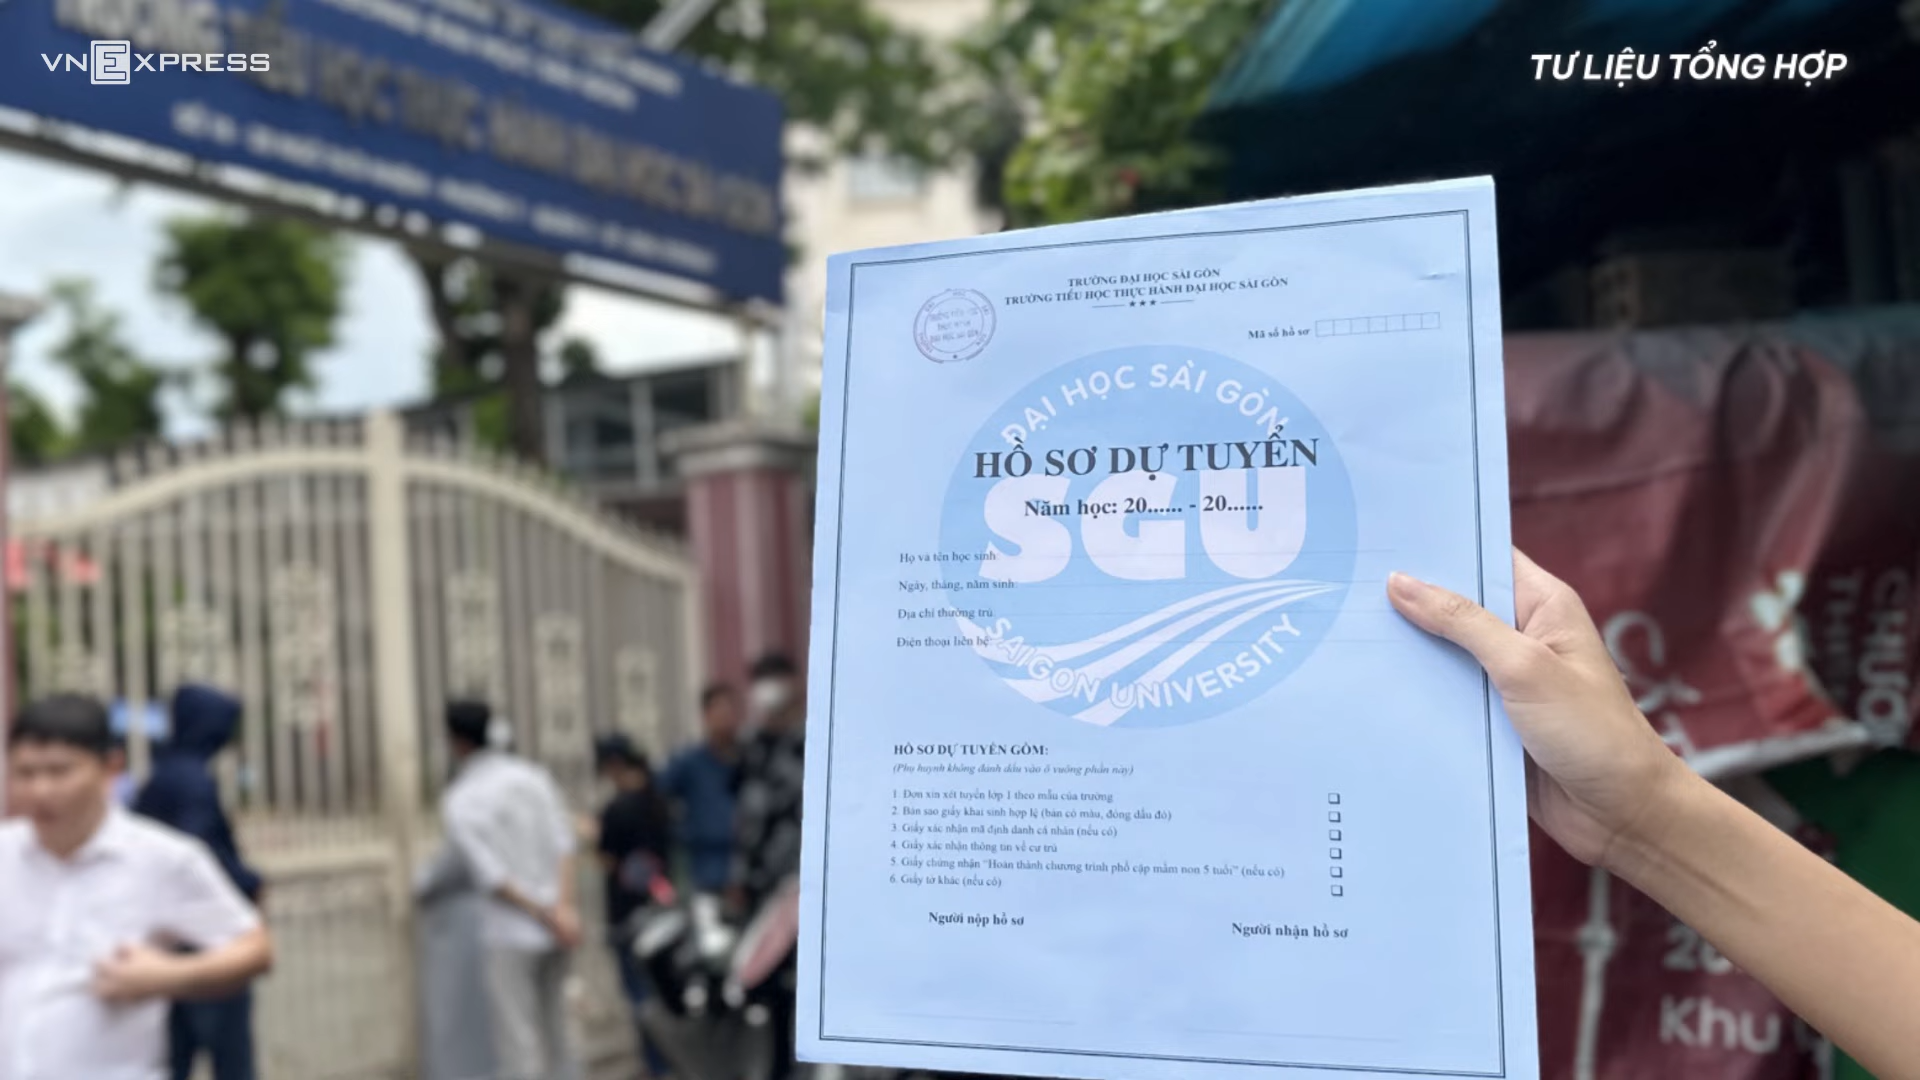 VNEXPRESS
TƯ LIỆU TỔNG HỢP
TRƯỜNG ĐẠI HỌC SÀI GÒN
TRƯỜNG TIỂU HỌC THỰC HÀNH ĐẠI HỌC SÀI GÒN
Mã số hồ sơ
ĐẠI HỌC SÀI GÒN
HỒ SƠ DỰ TUYỂN
SGU
Năm học: 20...... - 20......
Họ và tên học sinh:
Ngày, tháng, năm sinh:
Địa chỉ thường trú:
Điện thoại liên hệ:
SAIGON UNIVERSITY
HỒ SƠ DỰ TUYỂN GỒM:
(Phụ huynh không đánh dấu vào ô vuông phần này)
1. Đơn xin xét tuyển lớp 1 theo mẫu của trường
2. Bản sao giấy khai sinh hợp lệ (bản có màu, đóng dấu đỏ)
3. Giấy xác nhận mã định danh cá nhân (nếu có)
4. Giấy xác nhận thông tin về cư trú
5. Giấy chứng nhận "Hoàn thành chương trình phổ cập mầm non 5 tuổi" (nếu có)
6. Giấy tờ khác (nếu có)
Người nộp hồ sơ
Người nhận hồ sơ
Khu